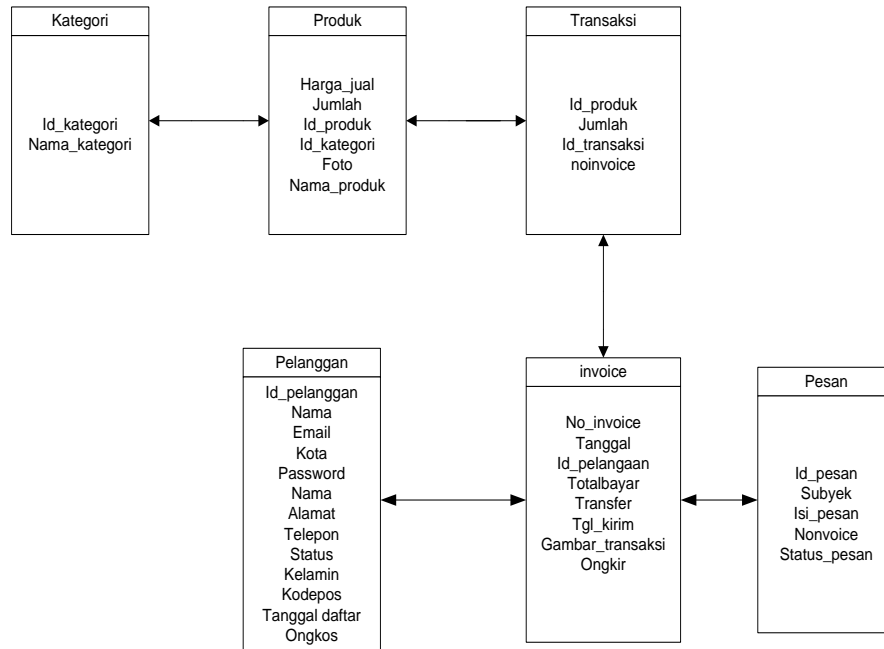 Kategori
Id_kategori
Nama_kategori
Produk
Harga_jual
Jumlah
Id_produk
Id_kategori
Foto
Nama_produk
Transaksi
Id_produk
Jumlah
Id_transaksi
noinvoice
Pelanggan
Id_pelanggan
Nama
Email
Kota
Password
Nama
Alamat
Telepon
Status
Kelamin
Kodepos
Tanggal daftar
Ongkos
invoice
No_invoice
Tanggal
Id_pelangaan
Totalbayar
Transfer
Tgl_kirim
Gambar_transaksi
Ongkir
Pesan
Id_pesan
Subyek
Isi_pesan
Nonvoice
Status_pesan